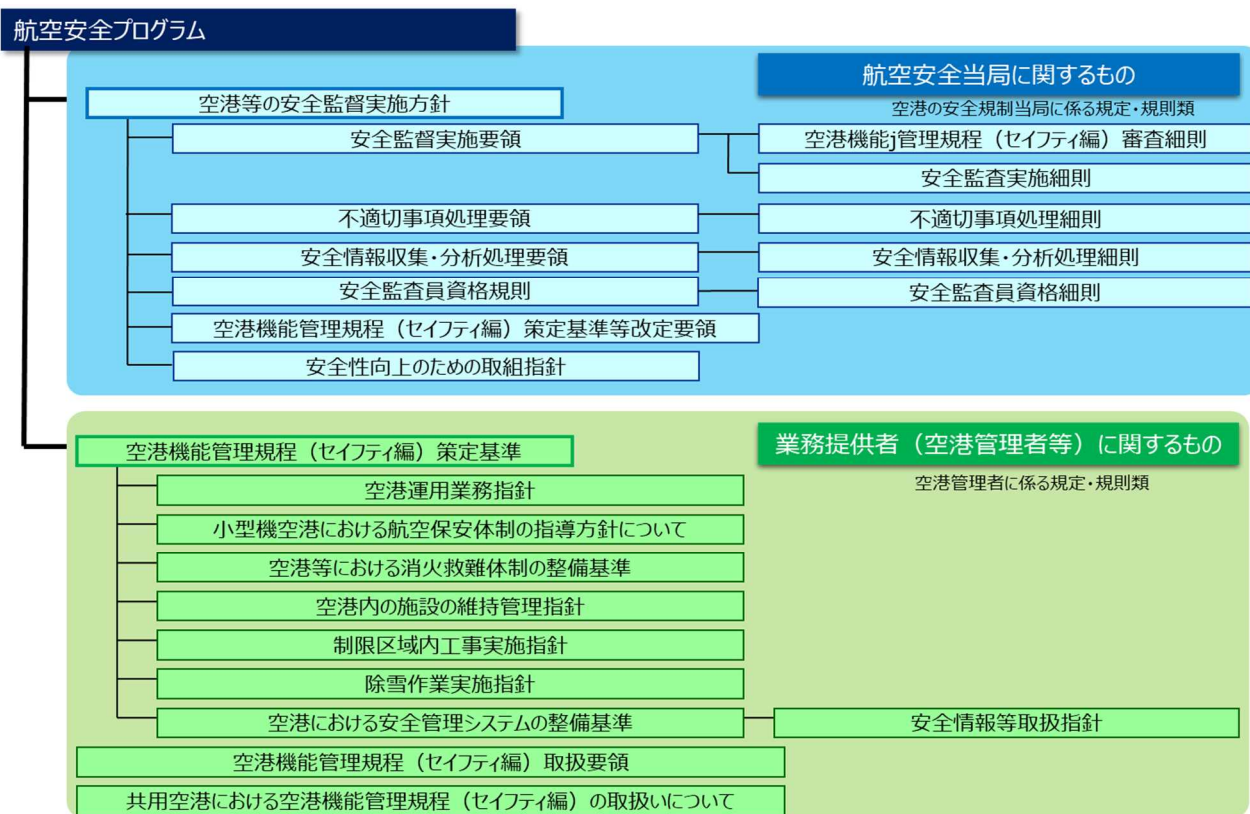 航空安全プログラム
航空安全当局に関するもの
空港の安全規制当局に係る規定・規則類
空港等の安全監督実施方針
安全監督実施要領
空港機能j管理規程（セイフティ編）審査細則
安全監査実施細則
不適切事項処理要領
不適切事項処理細則
安全情報収集・分析処理要領
安全情報収集・分析処理細則
安全監査員資格規則
安全監査員資格細則
空港機能管理規程（セイフティ編）策定基準等改定要領
安全性向上のための取組指針
業務提供者（空港管理者等）に関するもの
空港管理者に係る規定・規則類
空港機能管理規程（セイフティ編）策定基準
空港運用業務指針
小型機空港における航空保安体制の指導方針について
空港等における消火救難体制の整備基準
空港内の施設の維持管理指針
制限区域内工事実施指針
除雪作業実施指針
空港における安全管理システムの整備基準
安全情報等取扱指針
空港機能管理規程（セイフティ編）取扱要領
共用空港における空港機能管理規程（セイフティ編）の取扱いについて